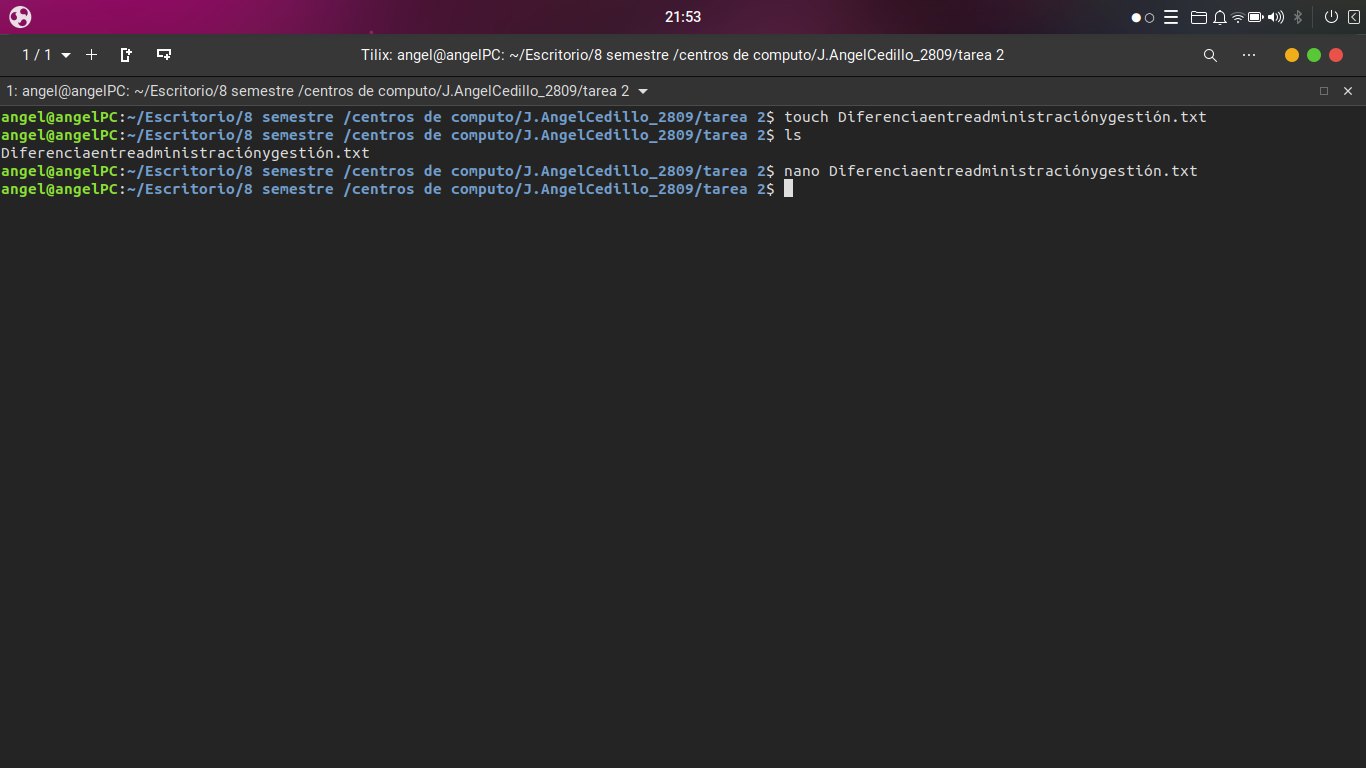 21:53
1 / 1
Tilix: angel@angelPC: ~/Escritorio/8 semestre /centros de computo/J.AngelCedillo_2809/tarea 2
1: angel@angelPC: ~/Escritorio/8 semestre /centros de computo/J.AngelCedillo_2809/tarea 2
angel@angelPC:~/Escritorio/8 semestre /centros de computo/J.AngelCedillo_2809/tarea 2$ touch Diferenciaentreadministraciónygestión.txt
angel@angelPC:~/Escritorio/8 semestre /centros de computo/J.AngelCedillo_2809/tarea 2$ ls
Diferenciaentreadministraciónygestión.txt
angel@angelPC:~/Escritorio/8 semestre /centros de computo/J.AngelCedillo_2809/tarea 2$ nano Diferenciaentreadministraciónygestión.txt
angel@angelPC:~/Escritorio/8 semestre /centros de computo/J.AngelCedillo_2809/tarea 2$